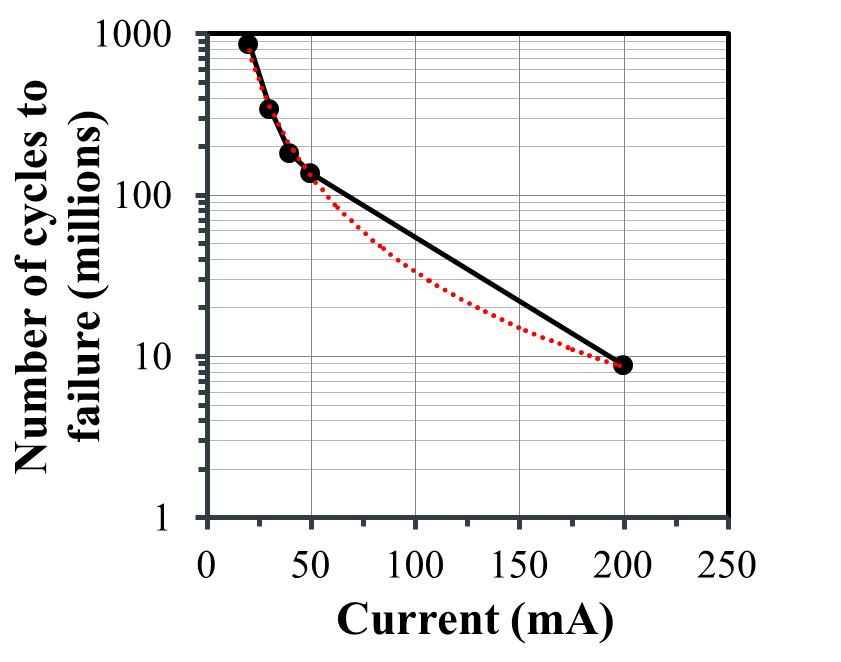 Number of cycles to
failure (millions)
1000
100
10
1
0 50 100 150 200 250
Current (mA)